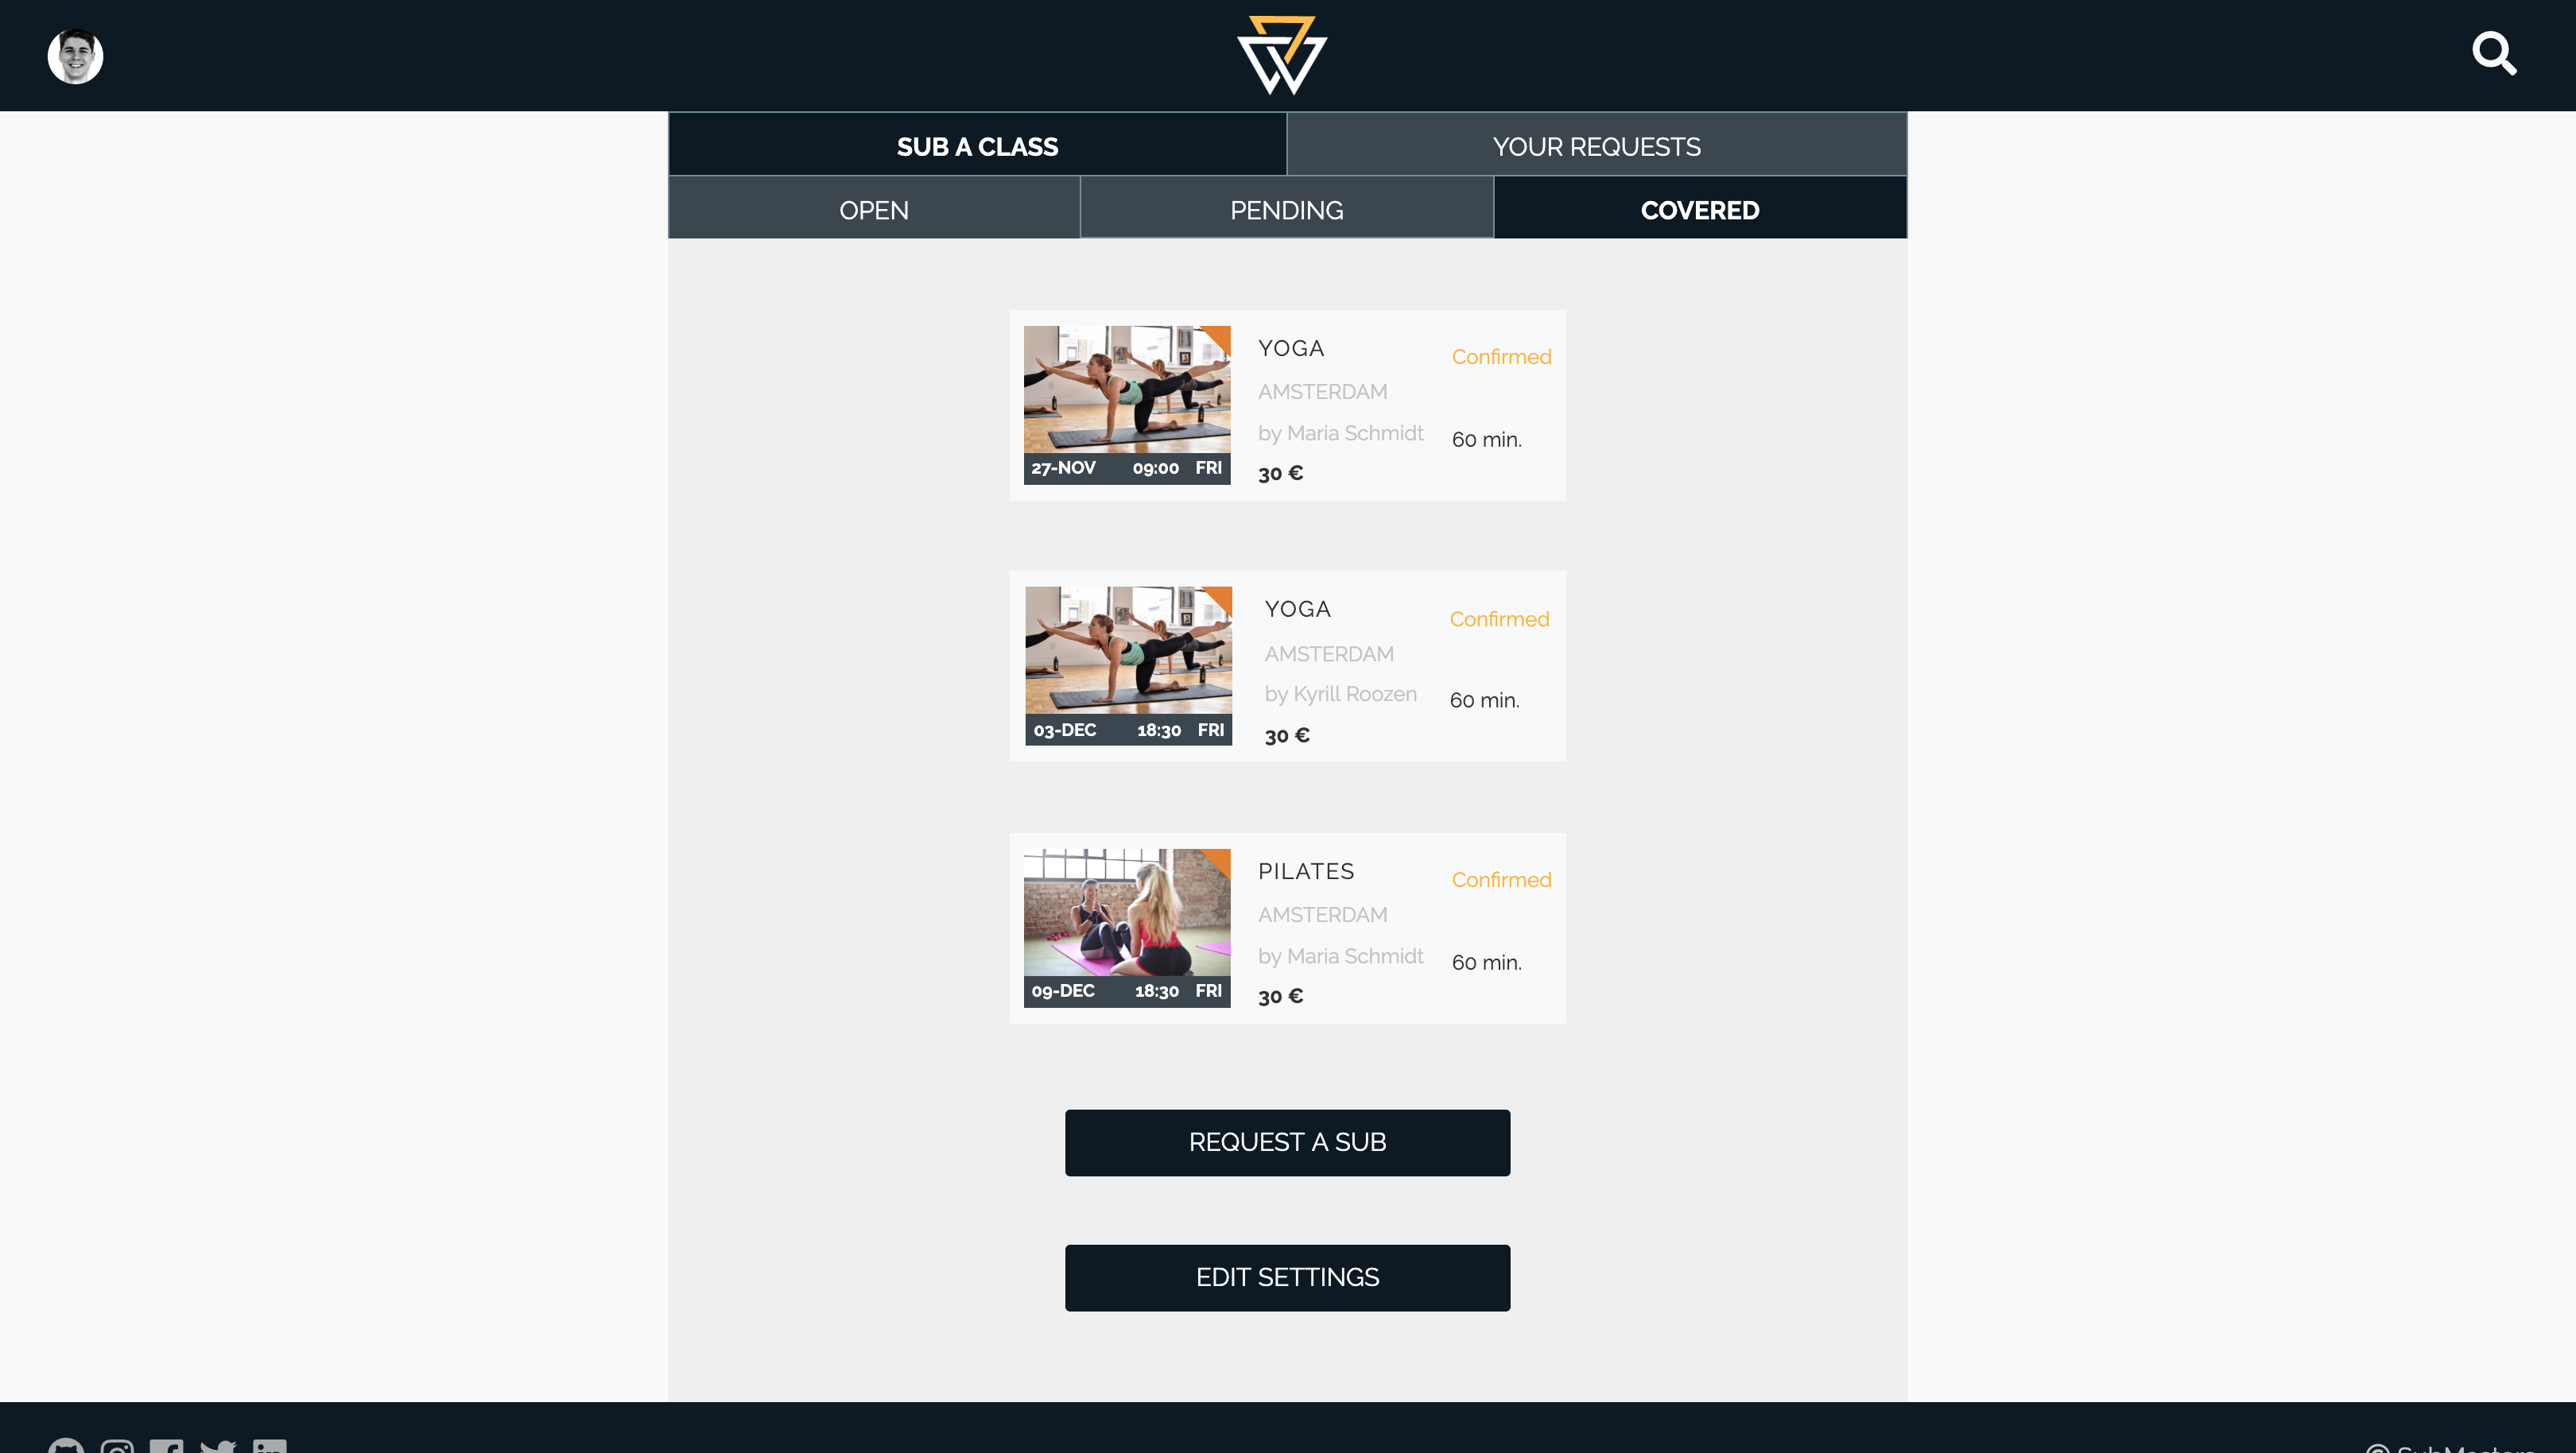 SUB A CLASS
YOUR REQUESTS
OPEN
PENDING
COVERED
YOGA
Confirmed
AMSTERDAM
by Maria Schmidt
60 min.
27-NOV 09:00 FRI
30 €
YOGA
Confirmed
AMSTERDAM
by Kyrill Roozen
60 min.
03-DEC 18:30 FRI
30 €
PILATES
Confirmed
AMSTERDAM
by Maria Schmidt
60 min.
09-DEC 18:30 FRI
30 €
REQUEST A SUB
EDIT SETTINGS